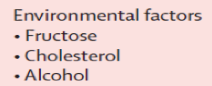 Environmental factors
• Fructose
• Cholesterol
• Alcohol